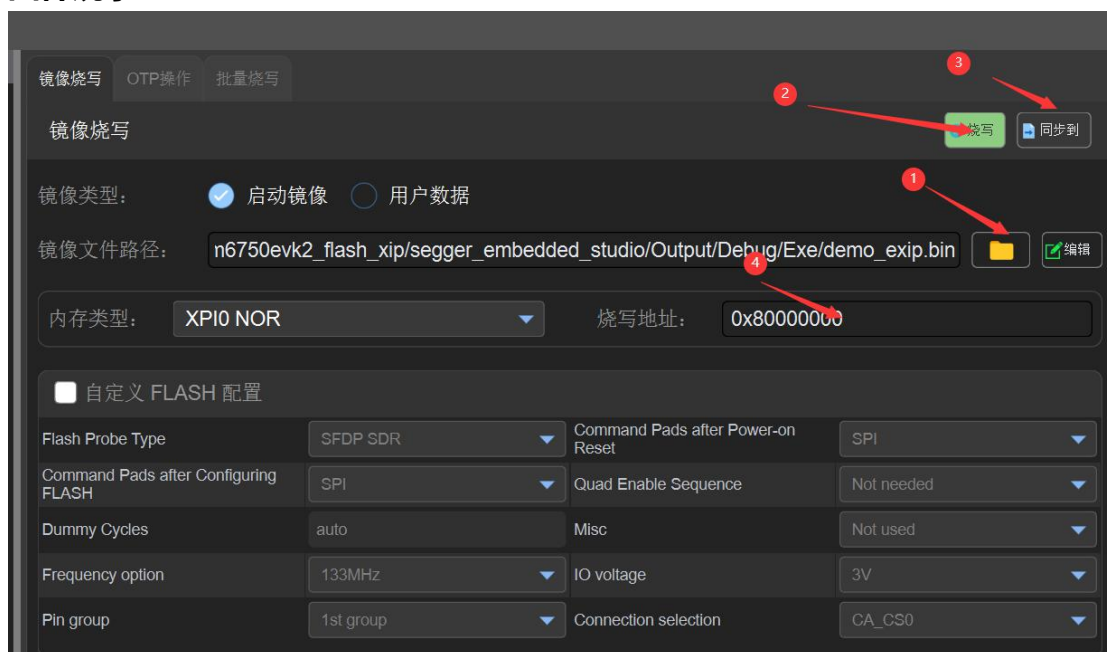 镜像烧写 OTP操作 批量烧写
3
2
镜像烧写 烧写 同步到
镜像类型： 启动镜像 用户数据
1
镜像文件路径： n6750evk2_flash_xip/segger_embedded_studio/Output/Debug/Exe/demo_exip.bin 编辑
4
内存类型： XPI0 NOR 烧写地址： 0x80000000
自定义 FLASH 配置
Flash Probe Type SFDP SDR Command Pads after Power-on
Reset SPI
Command Pads after Configuring
FLASH SPI Quad Enable Sequence Not needed
Dummy Cycles auto Misc Not used
Frequency option 133MHz IO voltage 3V
Pin group 1st group Connection selection CA_CS0